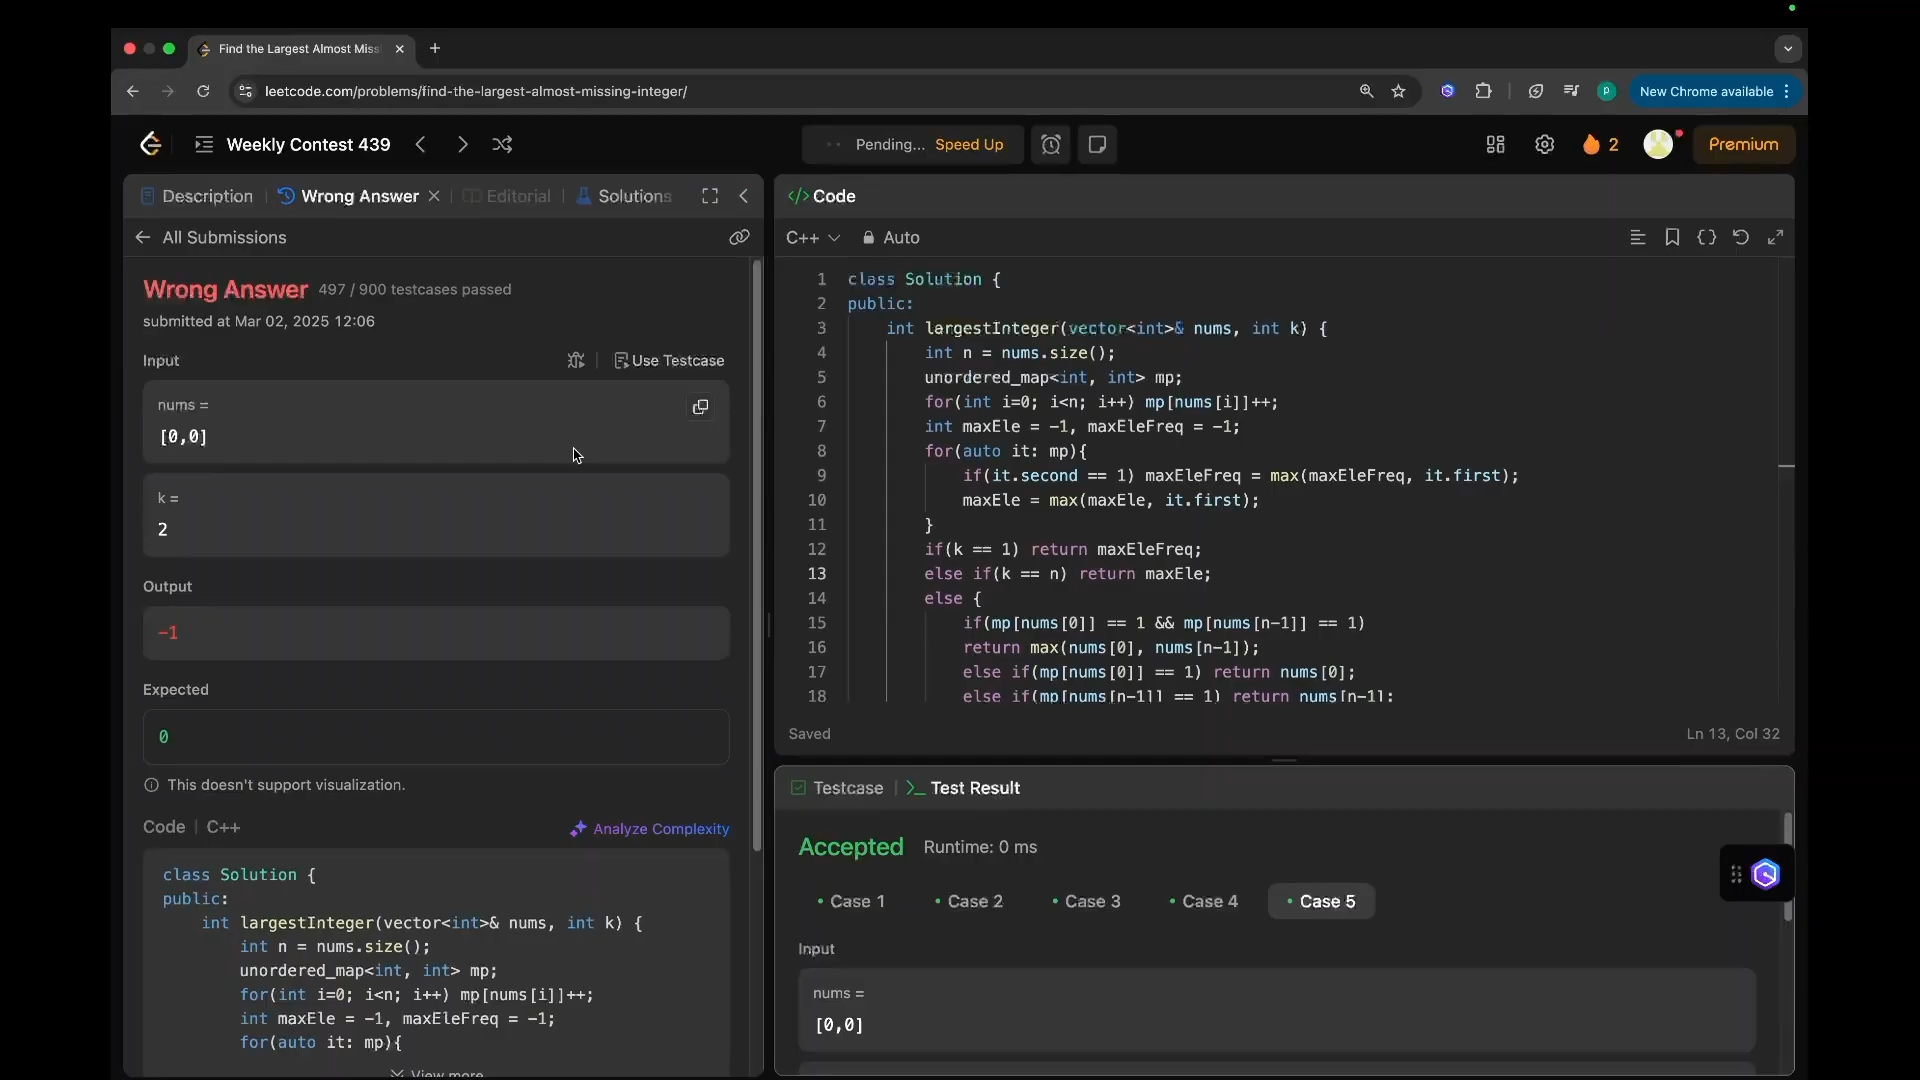 Find the Largest Almost Miss
leetcode.com/problems/find-the-largest-almost-missing-integer/
New Chrome available
Weekly Contest 439
Pending... Speed Up
2
Premium
Description
Wrong Answer
Editorial
Solutions
All Submissions
Wrong Answer 497 / 900 testcases passed
submitted at Mar 02, 2025 12:06
Input
Use Testcase
nums =
[0,0]
k =
2
Output
-1
Expected
0
This doesn't support visualization.
Code | C++
Analyze Complexity
class Solution {
public:
int largestInteger(vector<int>& nums, int k) {
int n = nums.size();
unordered_map<int, int> mp;
for(int i=0; i<n; i++) mp[nums[i]]++;
int maxEle = -1, maxEleFreq = -1;
for(auto it: mp){
View more
</> Code
C++
Auto
1 class Solution {
2 public:
3 int largestInteger(vector<int>& nums, int k) {
4 int n = nums.size();
5 unordered_map<int, int> mp;
6 for(int i=0; i<n; i++) mp[nums[i]]++;
7 int maxEle = -1, maxEleFreq = -1;
8 for(auto it: mp){
9 if(it.second == 1) maxEleFreq = max(maxEleFreq, it.first);
10 maxEle = max(maxEle, it.first);
11 }
12 if(k == 1) return maxEleFreq;
13 else if(k == n) return maxEle;
14 else {
15 if(mp[nums[0]] == 1 && mp[nums[n-1]] == 1)
16 return max(nums[0], nums[n-1]);
17 else if(mp[nums[0]] == 1) return nums[0];
18 else if(mp[nums[n-1]] == 1) return nums[n-1];
Saved
Ln 13, Col 32
Testcase
>_ Test Result
Accepted Runtime: 0 ms
• Case 1
• Case 2
• Case 3
• Case 4
• Case 5
Input
nums =
[0,0]